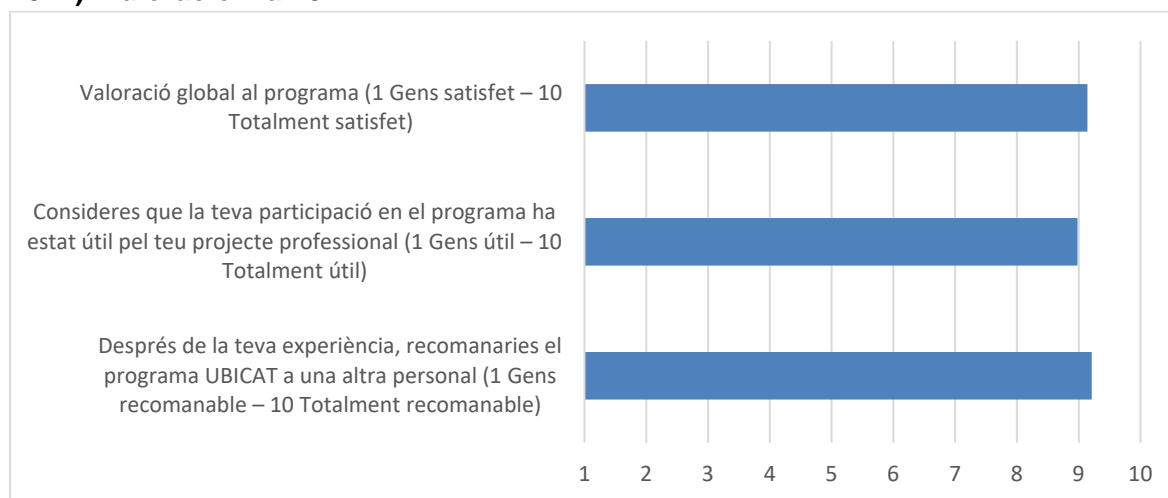 Valoració global al programa (1 Gens satisfet – 10
Totalment satisfet)
Consideres que la teva participació en el programa ha
estat útil pel teu projecte professional (1 Gens útil – 10
Totalment útil)
Després de la teva experiència, recomanaries el
programa UBICAT a una altra personal (1 Gens
recomanable – 10 Totalment recomanable)
1 2 3 4 5 6 7 8 9 10